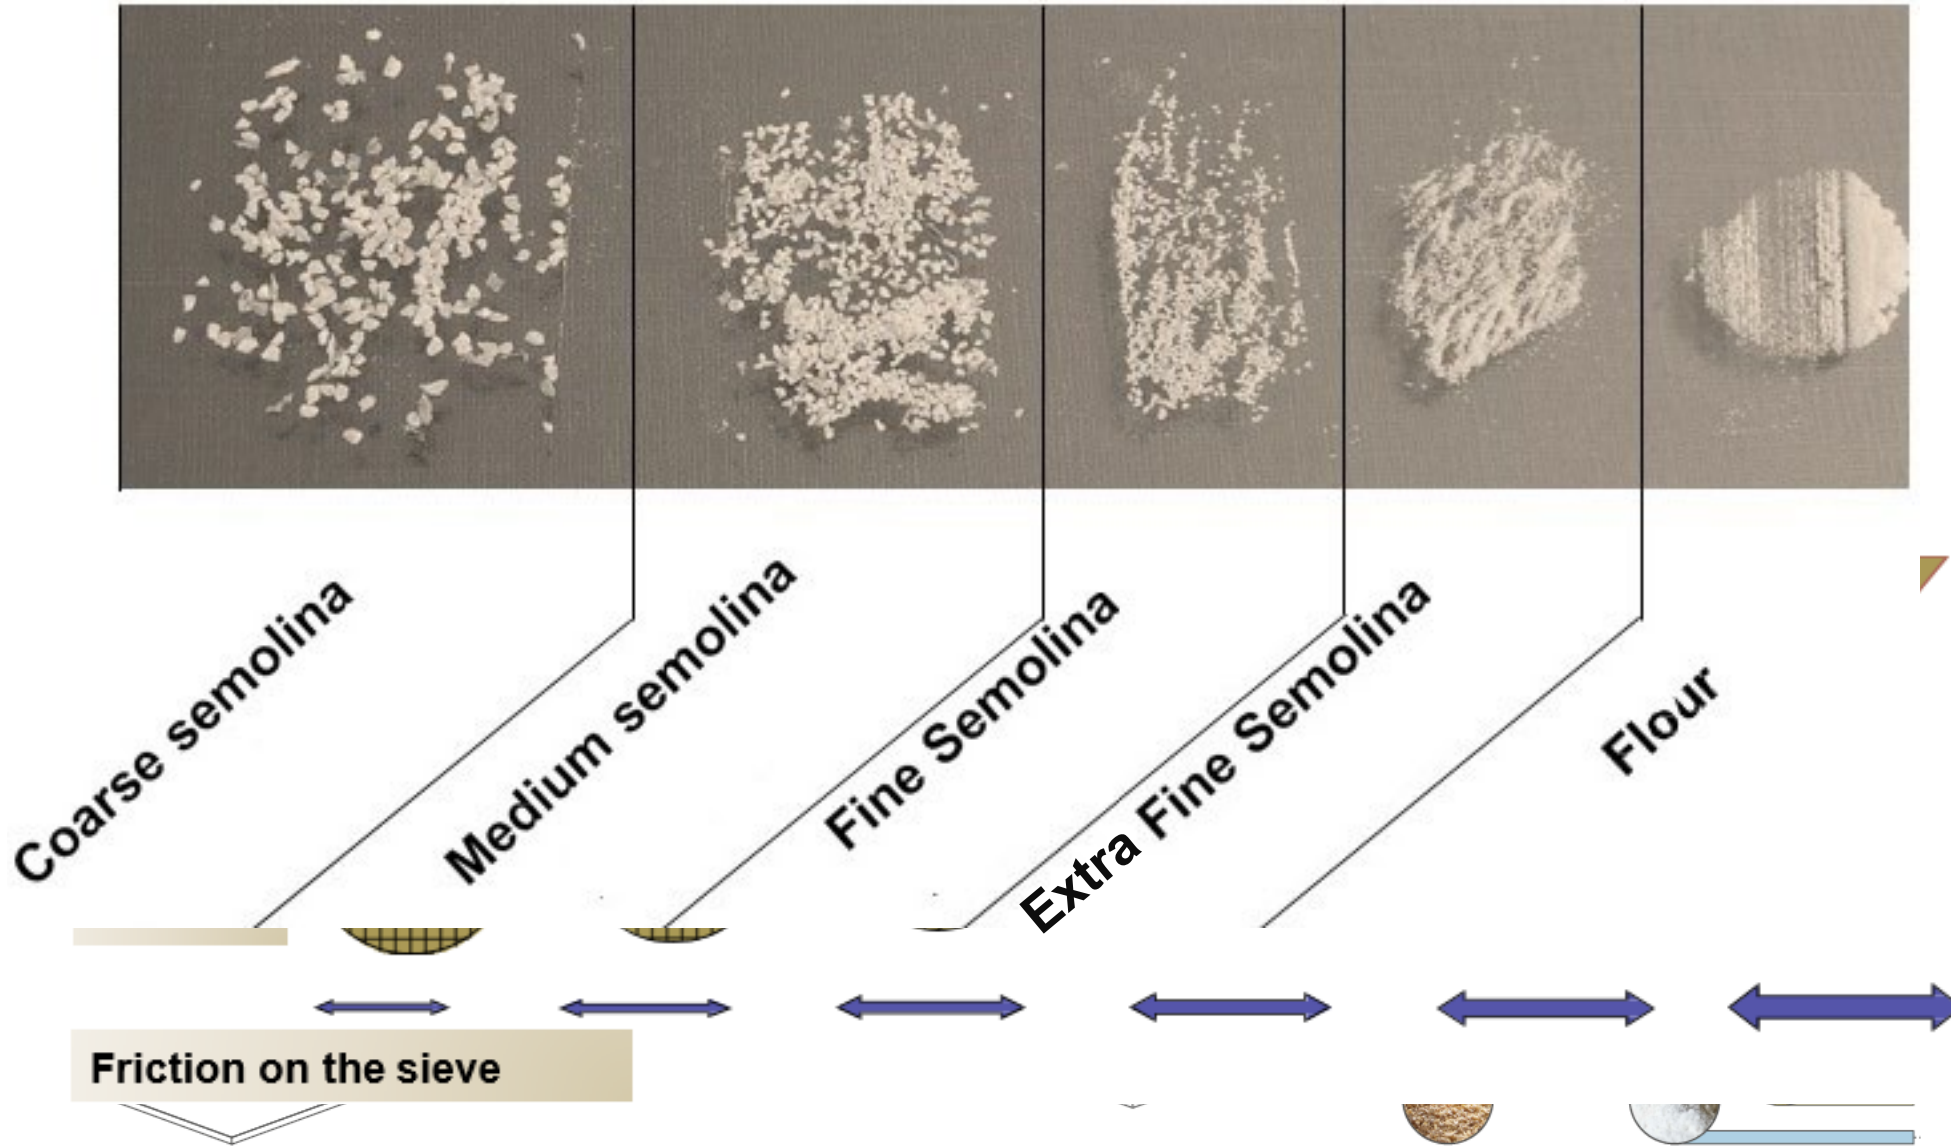 Coarse semolina
Medium semolina
Fine Semolina
Extra Fine Semolina
Flour
Friction on the sieve